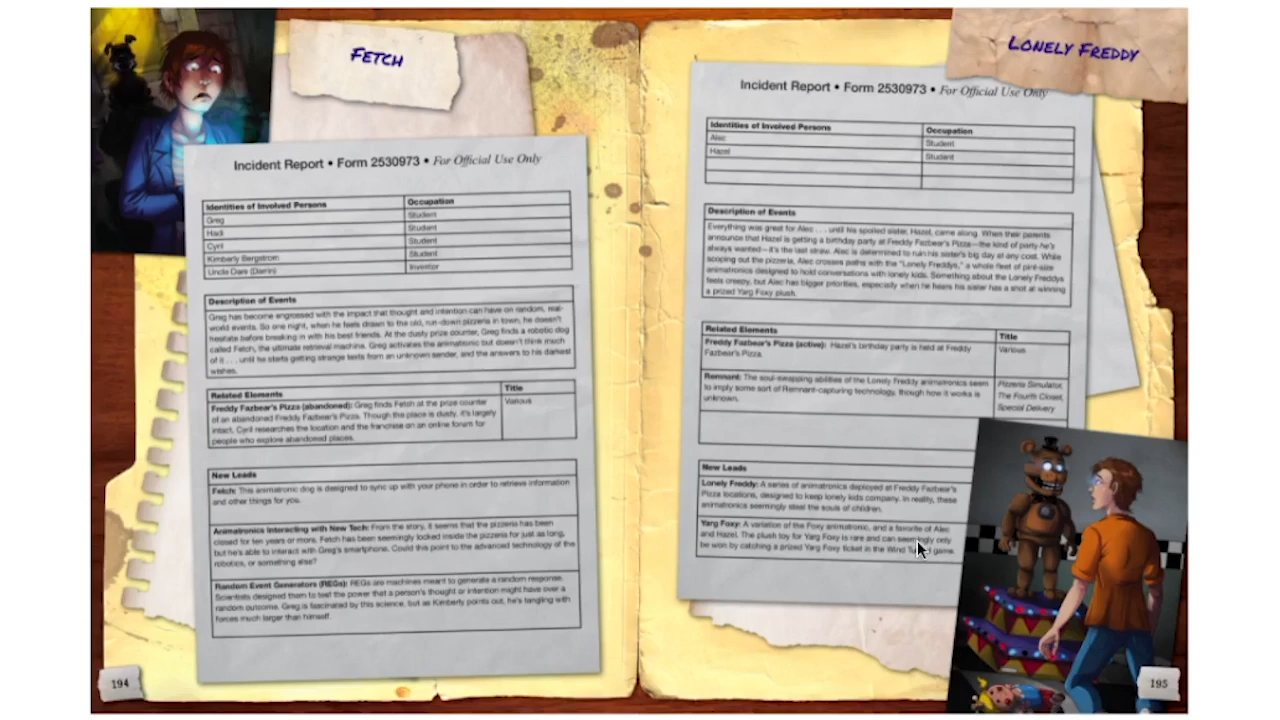 FETCH
Incident Report • Form 2530973 • For Official Use Only
Identities of Involved Persons Occupation
Greg Student
Hadi Student
Cyril Student
Kimberly Bergstrom Student
Uncle Dare (Darrin) Investor
Description of Events
Greg has become engrossed with the impact that thought and intention can have on random, real-
world events. So one night, when he feels drawn to the old, run-down pizzeria in town, he doesn't
hesitate before breaking in with his best friends. At the dusty prize counter, Greg finds a robotic dog
called Fetch, the ultimate retrieval machine. Greg activates the animatronic but doesn't think much
of it . . . until he starts getting strange texts from an unknown sender, and the answers to his darkest
wishes.
Related Elements Title
Freddy Fazbear's Pizza (abandoned): Greg finds Fetch at the prize counter Various
of an abandoned Freddy Fazbear's Pizza. Though the place is dusty, it's largely
intact. Cyril researches the location and the franchise on an online forum for
people who explore abandoned places.
New Leads
Fetch: This animatronic dog is designed to sync up with your phone in order to retrieve information
and other things for you.
Animatronics Interacting with New Tech: From the story, it seems that the pizzeria has been
closed for ten years or more. Fetch has been seemingly locked inside the pizzeria for just as long,
but he's able to interact with Greg's smartphone. Could this point to the advanced technology of the
robotics, or something else?
Random Event Generators (REGs): REGs are machines meant to generate a random response.
Scientists designed them to test the power that a person's thought or intention might have over a
random outcome. Greg is fascinated by this science, but as Kimberly points out, he's tangling with
forces much larger than himself.
194
LONELY FREDDY
Incident Report • Form 2530973 • For Official Use Only
Identities of Involved Persons Occupation
Alec Student
Hazel Student
Description of Events
Everything was great for Alec . . . until his spoiled sister, Hazel, came along. When their parents
announce that Hazel is getting a birthday party at Freddy Fazbear's Pizza—the kind of party he's
always wanted—it's the last straw. Alec is determined to ruin his sister's big day at any cost. While
scoping out the pizzeria, Alec crosses paths with the "Lonely Freddys," a whole fleet of pint-size
animatronics designed to hold conversations with lonely kids. Something about the Lonely Freddys
feels creepy, but Alec has bigger priorities, especially when he hears his sister has a shot at winning
a prized Yarg Foxy plush.
Related Elements Title
Freddy Fazbear's Pizza (active): Hazel's birthday party is held at Freddy Various
Fazbear's Pizza.
Remnant: The soul-swapping abilities of the Lonely Freddy animatronics seem Pizzeria Simulator,
to imply some sort of Remnant-capturing technology, though how it works is The Fourth Closet,
unknown. Special Delivery
New Leads
Lonely Freddy: A series of animatronics deployed at Freddy Fazbear's
Pizza locations, designed to keep lonely kids company. In reality, these
animatronics seemingly steal the souls of children.
Yarg Foxy: A variation of the Foxy animatronic, and a favorite of Alec
and Hazel. The plush toy for Yarg Foxy is rare and can seemingly only
be won by catching a prized Yarg Foxy ticket in the Wind Tunnel game.
195